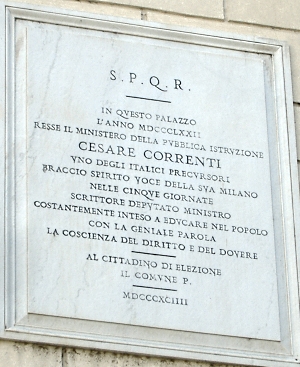 S.P.Q.R.
IN QVESTO PALAZZO
L'ANNO MDCCCLXXII
RESSE IL MINISTERO DELLA PVBBLICA ISTRVZIONE
CESARE CORRENTI
VNO DEGLI ITALICI PRECVRSORI
BRACCIO SPIRITO VOCE DELLA SVA MILANO
NELLE CINQVE GIORNATE
SCRITTORE DEPVTATO MINISTRO
COSTANTEMENTE INTESO A EDVCARE NEL POPOLO
CON LA GENIALE PAROLA
LA COSCIENZA DEL DIRITTO E DEL DOVERE
AL CITTADINO DI ELEZIONE
IL COMVNE P.
MDCCCXCIIII